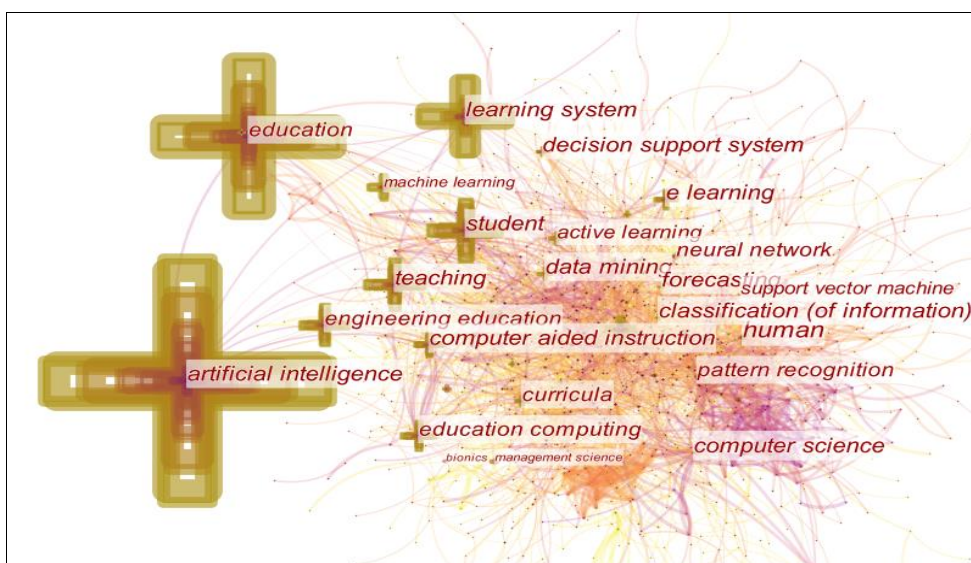 learning system
education
decision support system
machine learning
e learning
student
active learning
neural network
data mining
forecasting
teaching
support vector machine
classification (of information)
engineering education
human
computer aided instruction
artificial intelligence
pattern recognition
curricula
education computing
computer science
bionics
management science